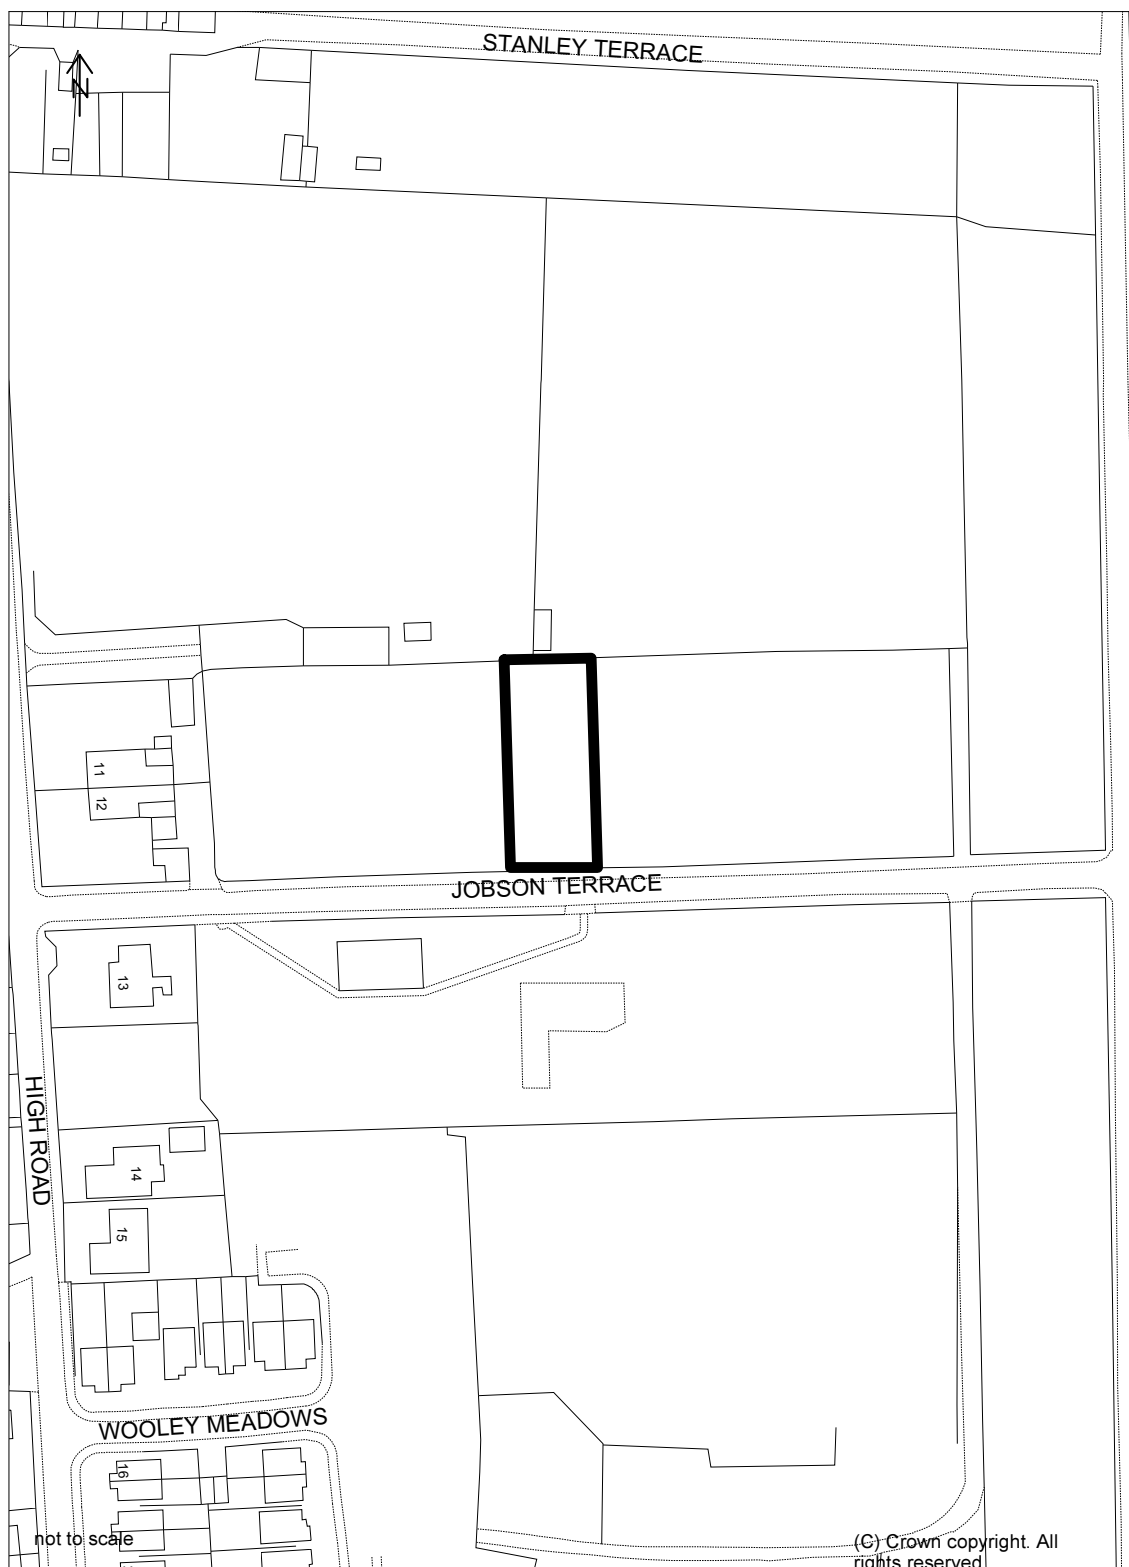 STANLEY TERRACE
N
11
12
JOBSON TERRACE
13
HIGH ROAD
14
15
WOOLEY MEADOWS
16
not to scale
(C) Crown copyright. All
rights reserved